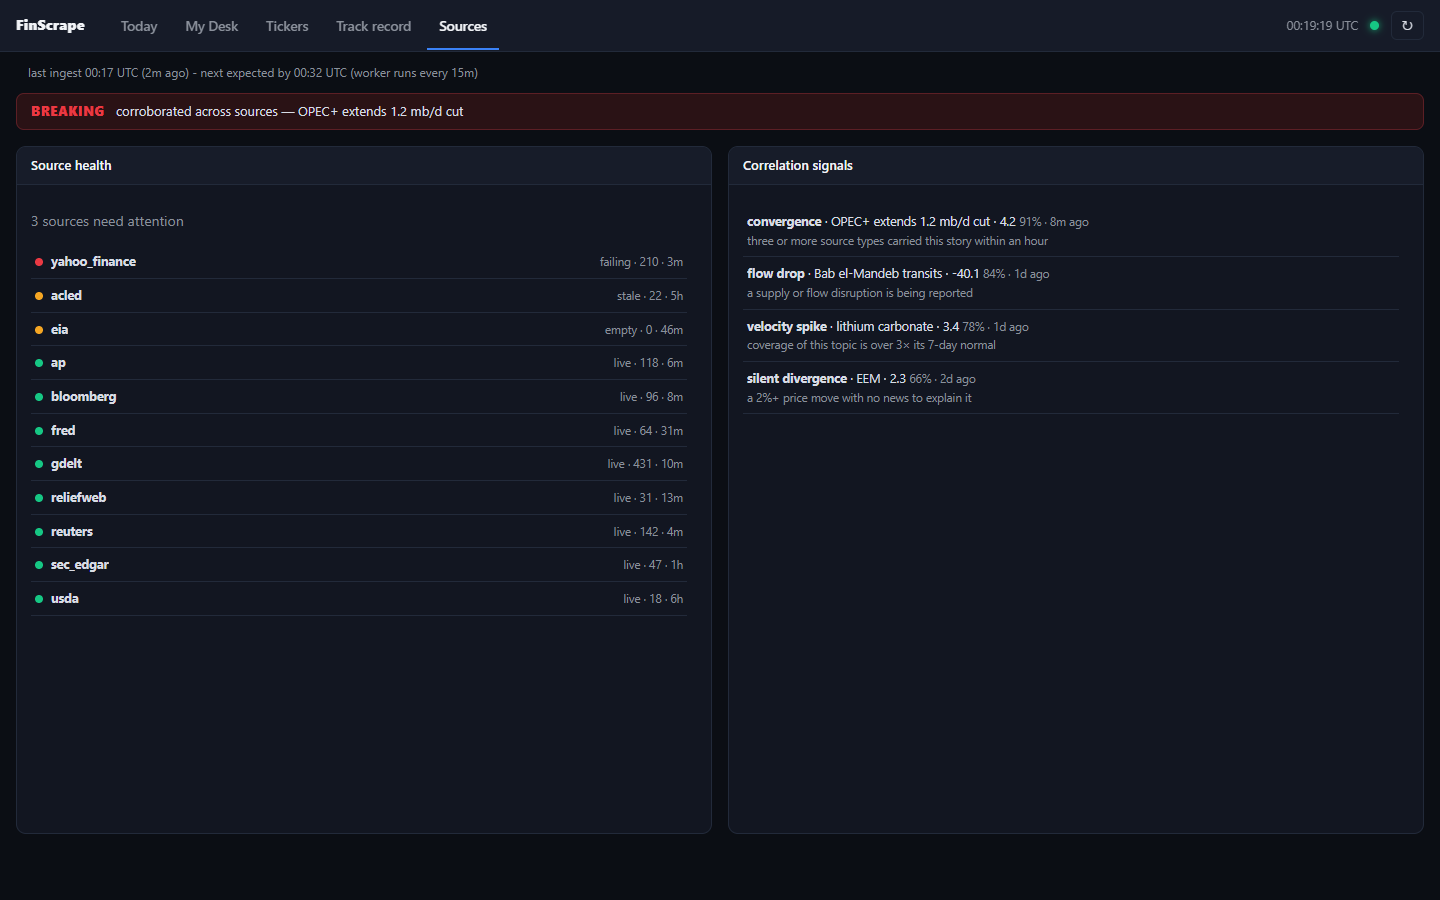 FinScrape Today My Desk Tickers Track record Sources 00:19:19 UTC ↻
last ingest 00:17 UTC (2m ago) - next expected by 00:32 UTC (worker runs every 15m)
BREAKING corroborated across sources — OPEC+ extends 1.2 mb/d cut
Source health
3 sources need attention
yahoo_finance failing · 210 · 3m
acled stale · 22 · 5h
eia empty · 0 · 46m
ap live · 118 · 6m
bloomberg live · 96 · 8m
fred live · 64 · 31m
gdelt live · 431 · 10m
reliefweb live · 31 · 13m
reuters live · 142 · 4m
sec_edgar live · 47 · 1h
usda live · 18 · 6h
Correlation signals
convergence · OPEC+ extends 1.2 mb/d cut · 4.2 91% · 8m ago
three or more source types carried this story within an hour
flow drop · Bab el-Mandeb transits · -40.1 84% · 1d ago
a supply or flow disruption is being reported
velocity spike · lithium carbonate · 3.4 78% · 1d ago
coverage of this topic is over 3× its 7-day normal
silent divergence · EEM · 2.3 66% · 2d ago
a 2%+ price move with no news to explain it